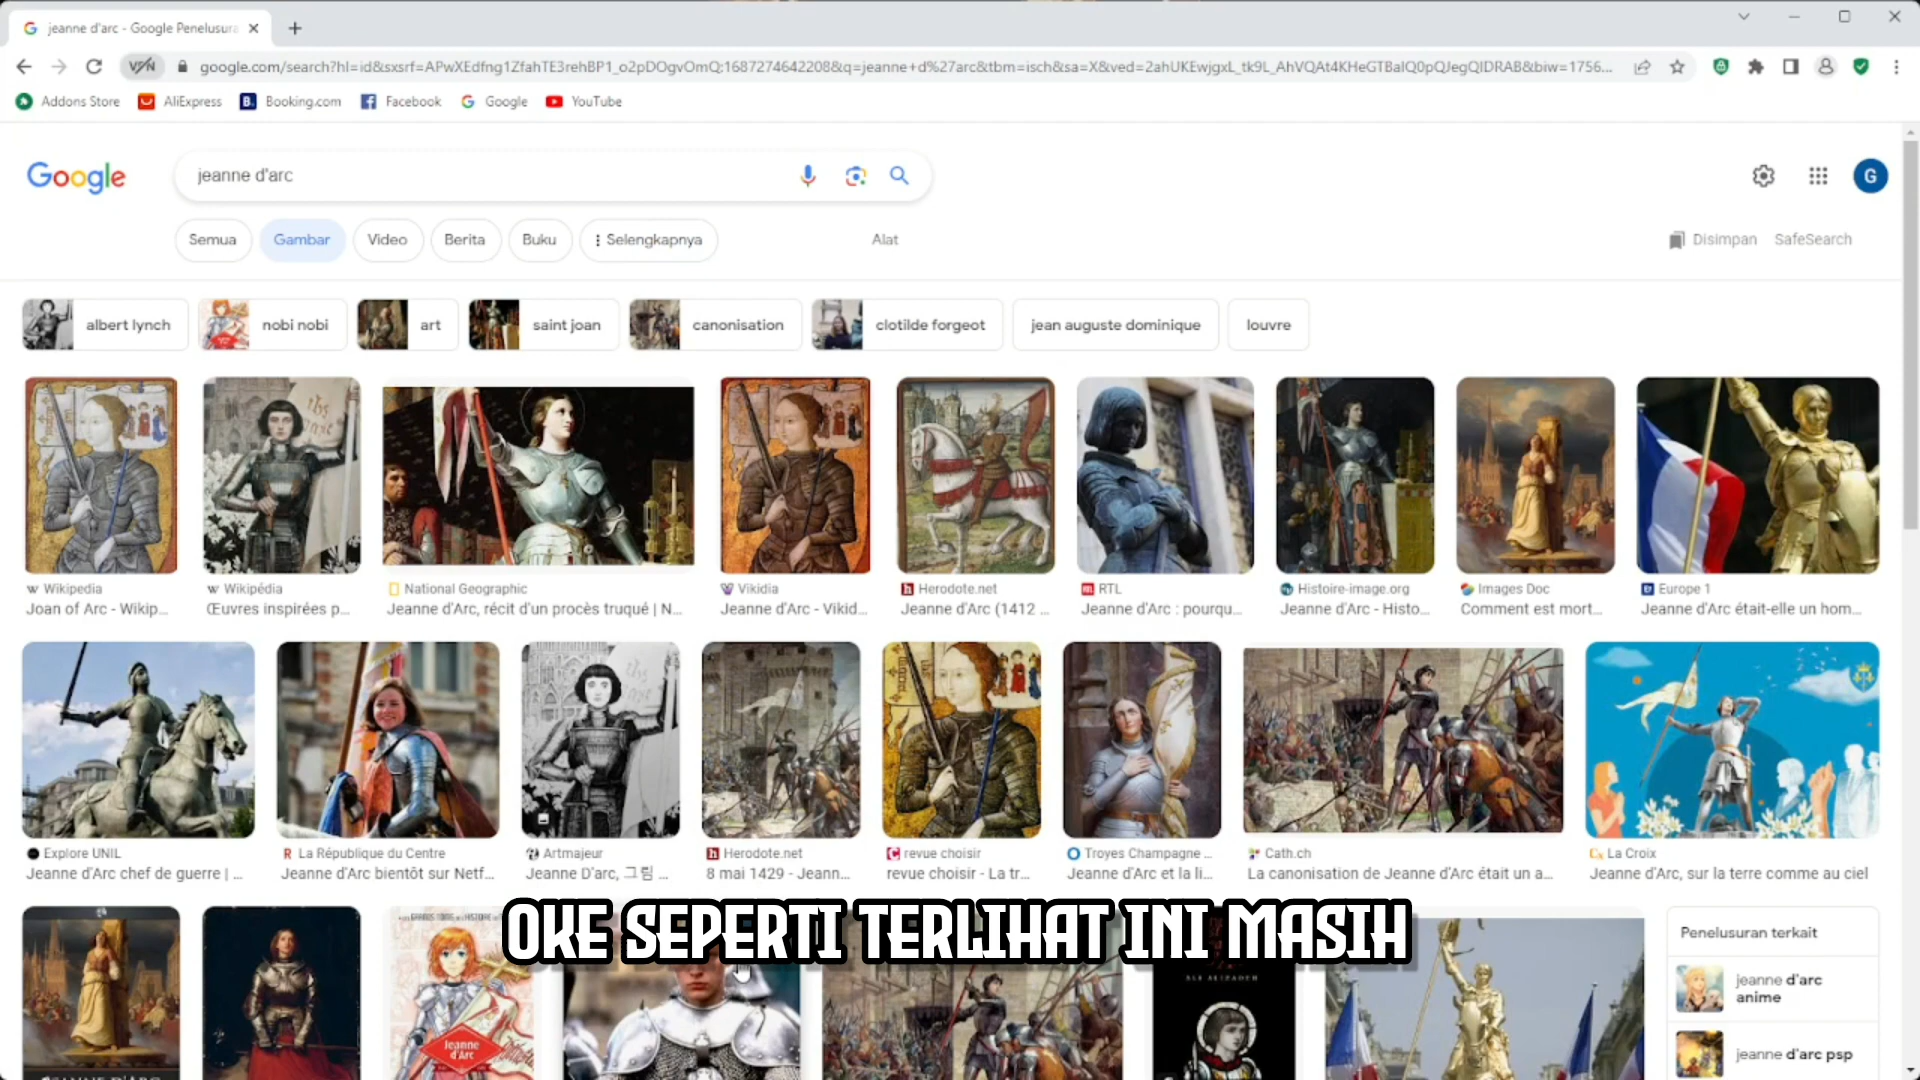 jeanne d'arc - Google Penelusura
VPN
google.com/search?hl=id&sxsrf=APwXEdfng1ZfahTE3rehBP1_o2pDOgvOmQ:1687274642208&q=jeanne+d%27arc&tbm=isch&sa=X&ved=2ahUKEwjgxL_tk9L_AhVQAt4KHeGTBaIQ0pQJegQIDRAB&biw=1756...
Addons Store AliExpress Booking.com Facebook Google YouTube
Google
jeanne d'arc
G
Semua Gambar Video Berita Buku Selengkapnya Alat Disimpan SafeSearch
albert lynch nobi nobi art saint joan canonisation clotilde forgeot jean auguste dominique louvre
Wikipedia Wikipédia National Geographic Vikidia Herodote.net RTL Histoire-image.org Images Doc Europe 1
Joan of Arc - Wikip... Œuvres inspirées p... Jeanne d'Arc, récit d'un procès truqué | N... Jeanne d'Arc - Vikid... Jeanne d'Arc (1412 ... Jeanne d'Arc : pourqu... Jeanne d'Arc - Histo... Comment est mort... Jeanne d'Arc était-elle un hom...
Explore UNIL La République du Centre Artmajeur Herodote.net revue choisir Troyes Champagne ... Cath.ch La Croix
Jeanne d'Arc chef de guerre | ... Jeanne d'Arc bientôt sur Netf... Jeanne D'arc, 그림 ... 8 mai 1429 - Jeann... revue choisir - La tr... Jeanne d'Arc et la li... La canonisation de Jeanne d'Arc était un a... Jeanne d'Arc, sur la terre comme au ciel
OKE SEPERTI TERLIHAT INI MASIH
Penelusuran terkait
jeanne d'arc
anime
jeanne d'arc psp
Jeanne
d'Arc